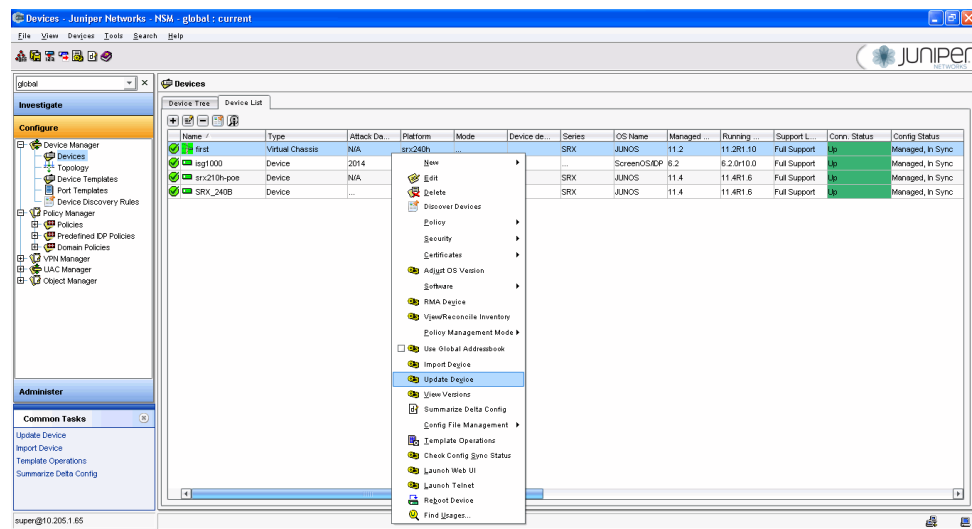 Devices - Juniper Networks - NSM - global : current
File View Devices Tools Search Help
JUNIPER
NETWORKS
global
Devices
Investigate
Device Tree Device List
Configure
Name / Type Attack Da... Platform Mode Device de... Series OS Name Managed ... Running ... Support L... Conn. Status Config Status
Device Manager
Devices
Topology
Device Templates
Port Templates
Device Discovery Rules
Policy Manager
Policies
Predefined IDP Policies
Domain Policies
VPN Manager
UAC Manager
Object Manager
first Virtual Chassis N/A srx240h ... SRX JUNOS 11.2 11.2R1.10 Full Support Up Managed, In Sync
isg1000 Device 2014 ... ScreenOS/IDP 6.2 6.2.0r10.0 Full Support Up Managed, In Sync
srx210h-poe Device N/A SRX JUNOS 11.4 11.4R1.6 Full Support Up Managed, In Sync
SRX_240B Device ... SRX JUNOS 11.4 11.4R1.6 Full Support Up Managed, In Sync
New
Edit
Delete
Discover Devices
Policy
Security
Certificates
Adjust OS Version
Software
RMA Device
View/Reconcile Inventory
Policy Management Mode
Use Global Addressbook
Import Device
Update Device
View Versions
Summarize Delta Config
Config File Management
Template Operations
Check Config Sync Status
Launch Web UI
Launch Telnet
Reboot Device
Find Usages...
Administer
Common Tasks
Update Device
Import Device
Template Operations
Summarize Delta Config
super@10.205.1.65